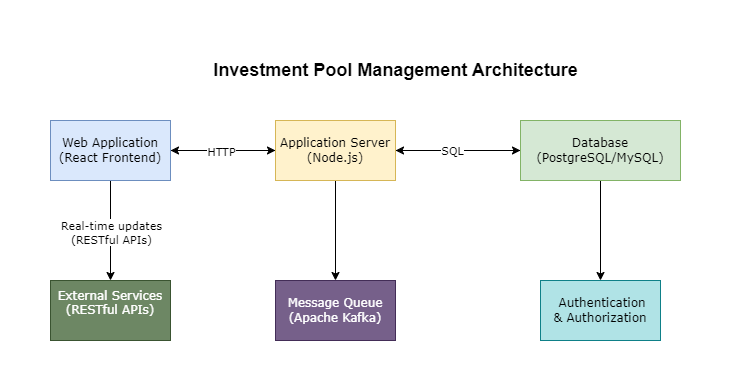 Investment Pool Management Architecture
Web Application
(React Frontend)
HTTP
Application Server
(Node.js)
SQL
Database
(PostgreSQL/MySQL)
Real-time updates
(RESTful APIs)
External Services
(RESTful APIs)
Message Queue
(Apache Kafka)
Authentication
& Authorization